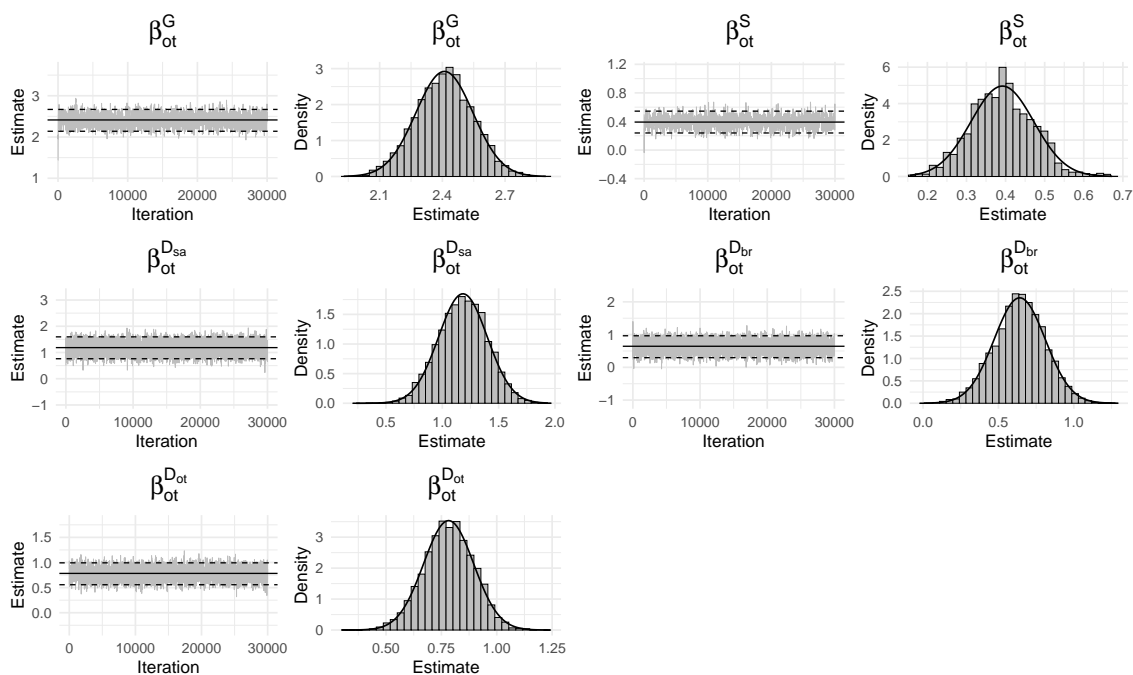 β_ot^G
β_ot^G
β_ot^S
β_ot^S
Estimate
3
2
1
0 10000 20000 30000
Iteration
Density
3
2
1
0
2.1 2.4 2.7
Estimate
Estimate
1.2
0.8
0.4
0.0
−0.4
0 10000 20000 30000
Iteration
Density
6
4
2
0
0.2 0.3 0.4 0.5 0.6 0.7
Estimate
β_ot^D_sa
β_ot^D_sa
β_ot^D_br
β_ot^D_br
Estimate
3
2
1
0
−1
0 10000 20000 30000
Iteration
Density
1.5
1.0
0.5
0.0
0.5 1.0 1.5 2.0
Estimate
Estimate
2
1
0
−1
0 10000 20000 30000
Iteration
Density
2.5
2.0
1.5
1.0
0.5
0.0
0.0 0.5 1.0
Estimate
β_ot^D_ot
β_ot^D_ot
Estimate
1.5
1.0
0.5
0.0
0 10000 20000 30000
Iteration
Density
3
2
1
0
0.50 0.75 1.00 1.25
Estimate